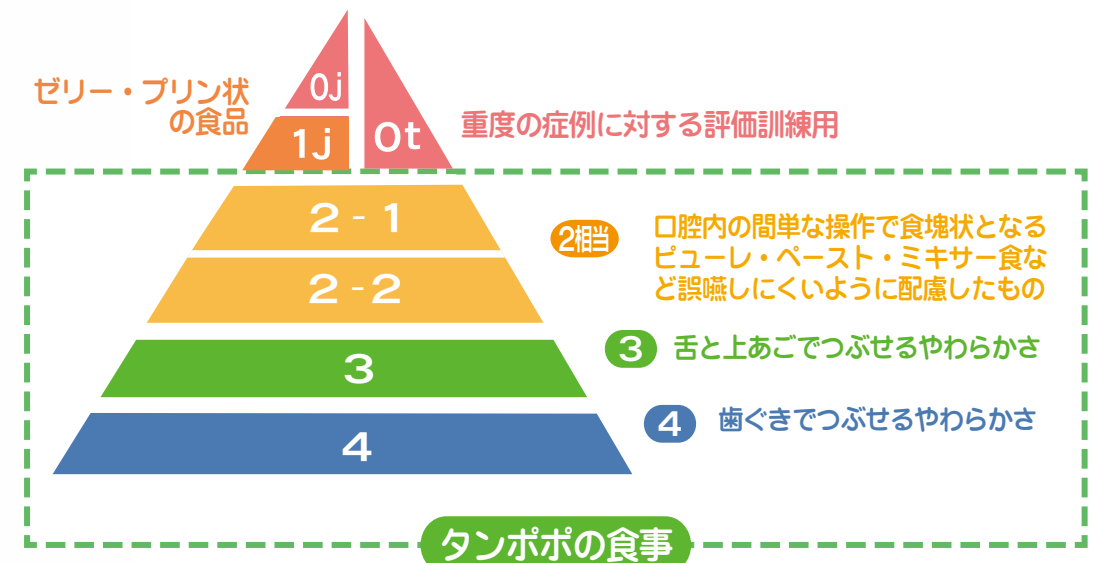 ゼリー・プリン状
の食品
0j
1j
0t
重度の症例に対する評価訓練用
2-1
2-2
2相当
口腔内の間単な操作で食塊状となる
ピューレ・ペースト・ミキサー食な
ど誤嚥しにくいように配慮したもの
3
3
舌と上あごでつぶせるやわらかさ
4
4
歯ぐきでつぶせるやわらかさ
タンポポの食事